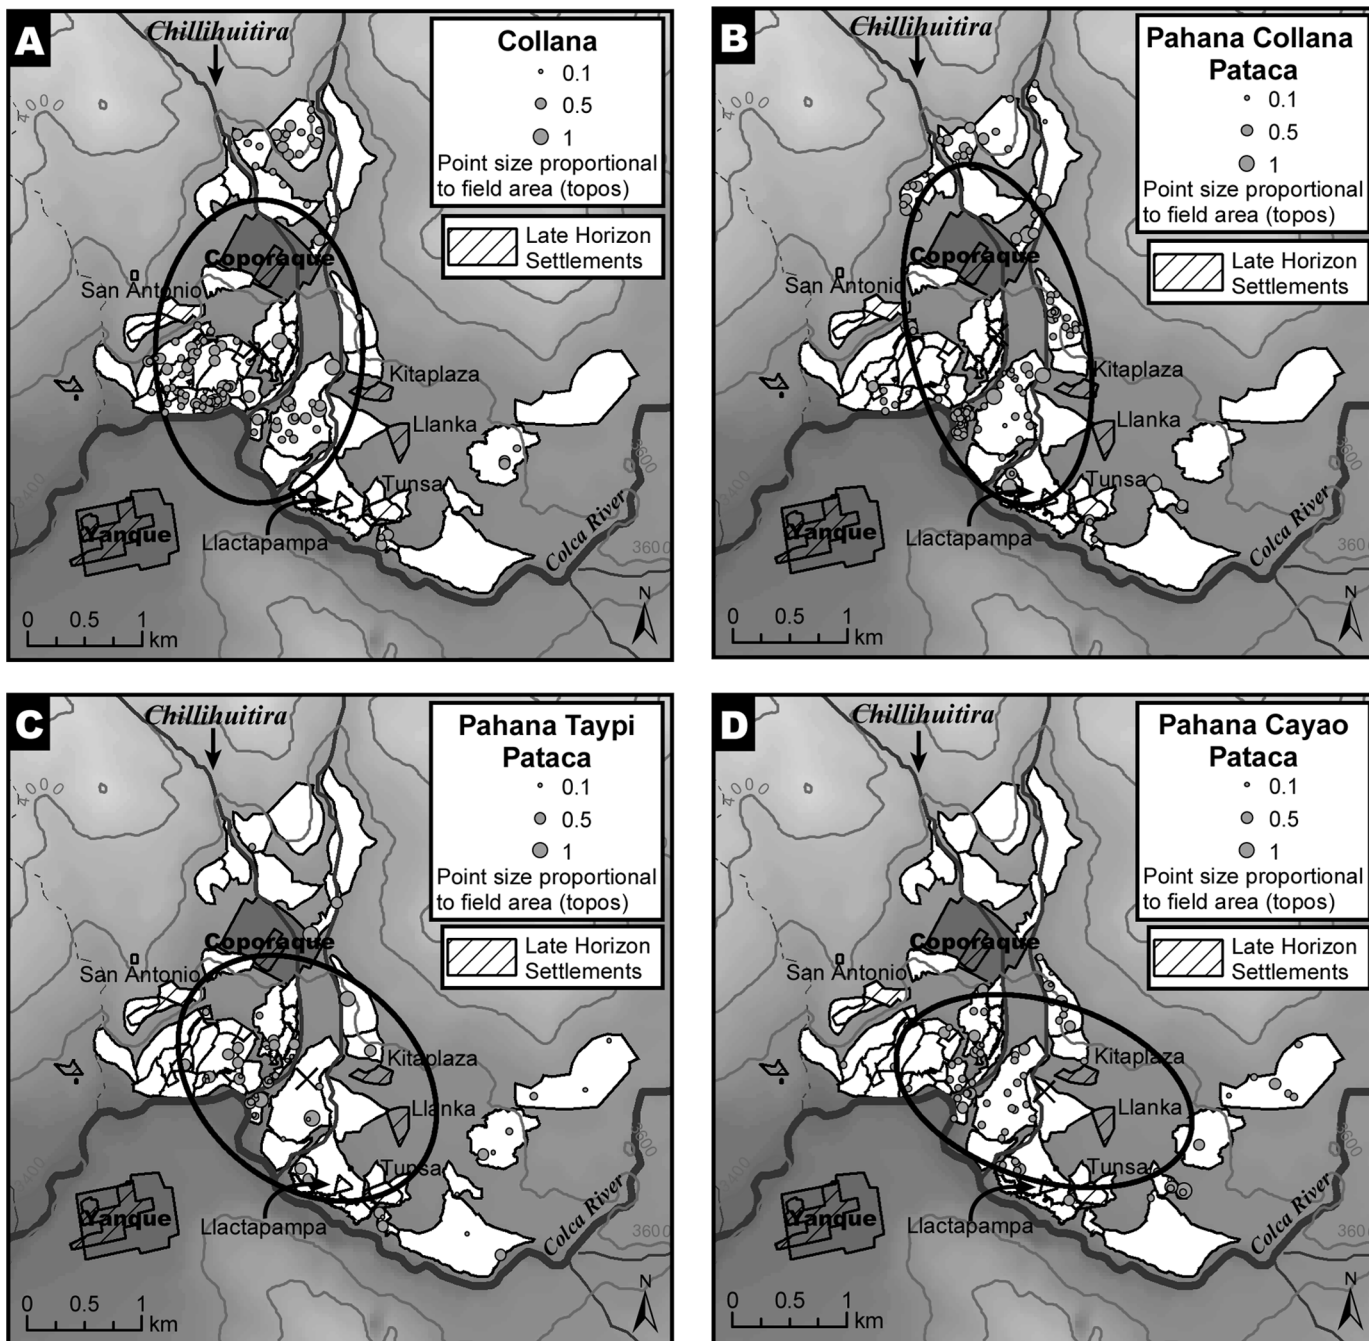 A
Chillihuitira
Collana
0.1
0.5
1
Point size proportional
to field area (topos)
Late Horizon
Settlements
4000
Coporaque
San Antonio
Kitaplaza
Llanka
Tunsa
Llactapampa
Yanque
Colca River
3600
N
0 0.5 1
km
B
Chillihuitira
Pahana Collana
Pataca
0.1
0.5
1
Point size proportional
to field area (topos)
Late Horizon
Settlements
4000
Coporaque
San Antonio
Kitaplaza
Llanka
Tunsa
Llactapampa
Yanque
Colca River
3600
N
0 0.5 1
km
C
Chillihuitira
Pahana Taypi
Pataca
0.1
0.5
1
Point size proportional
to field area (topos)
Late Horizon
Settlements
4000
Coporaque
San Antonio
Kitaplaza
Llanka
Tunsa
Llactapampa
Yanque
Colca River
3600
N
0 0.5 1
km
D
Chillihuitira
Pahana Cayao
Pataca
0.1
0.5
1
Point size proportional
to field area (topos)
Late Horizon
Settlements
4000
Coporaque
San Antonio
Kitaplaza
Llanka
Tunsa
Llactapampa
Yanque
Colca River
N
0 0.5 1
km